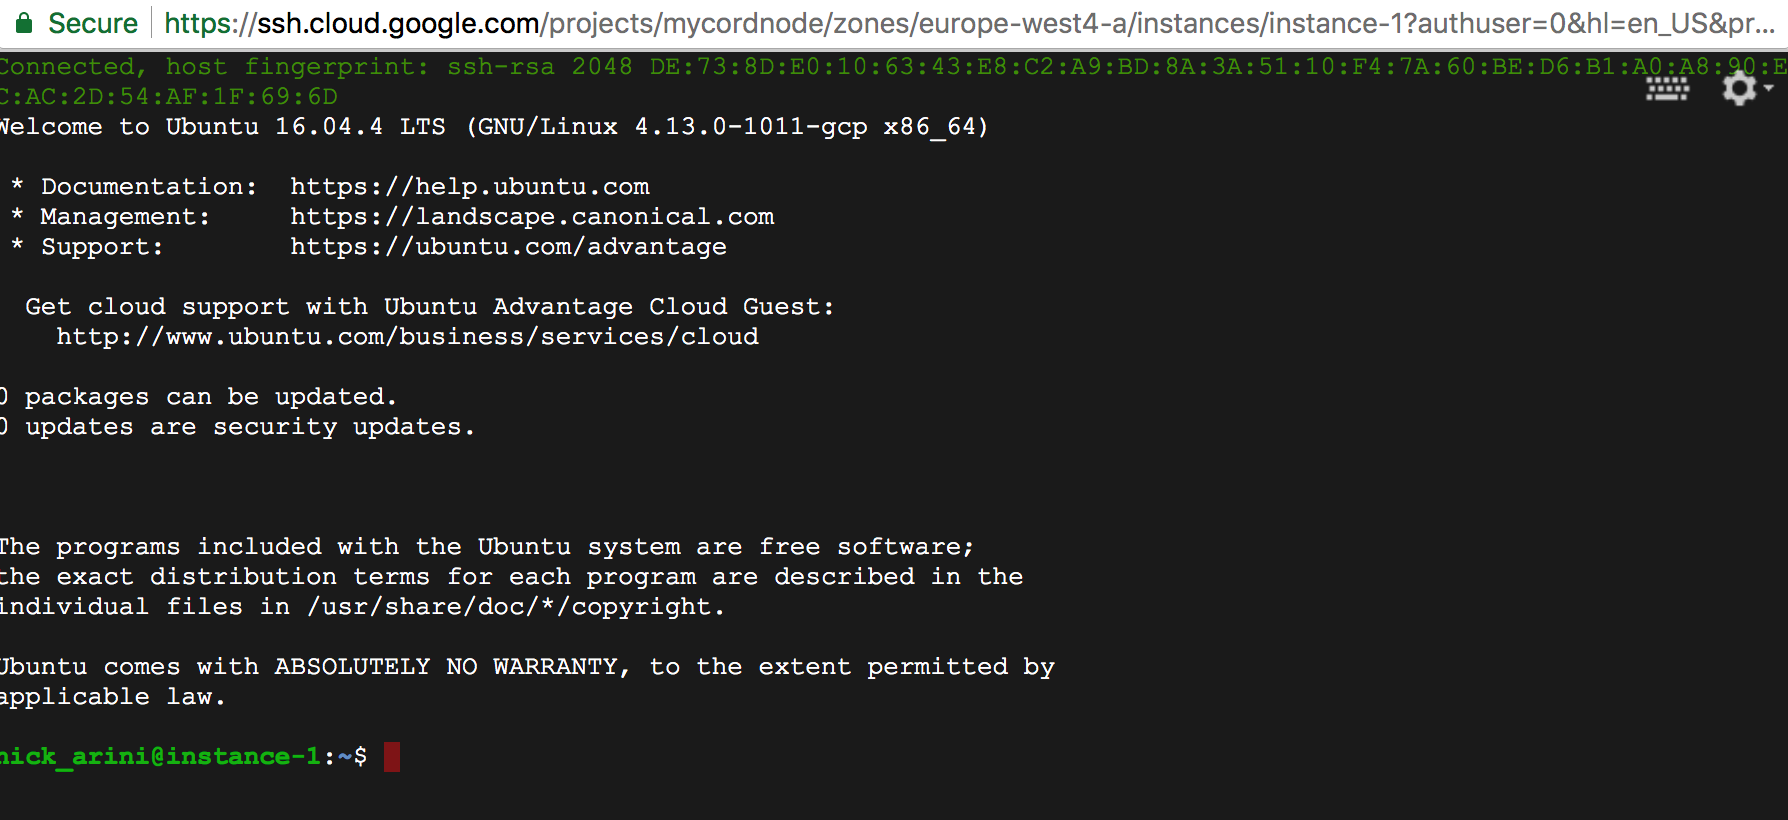 Secure https://ssh.cloud.google.com/projects/mycordnode/zones/europe-west4-a/instances/instance-1?authuser=0&hl=en_US&pr...
Connected, host fingerprint: ssh-rsa 2048 DE:73:8D:E0:10:63:43:E8:C2:A9:BD:8A:3A:51:10:F4:7A:60:BE:D6:B1:A0:A8:90:E
C:AC:2D:54:AF:1F:69:6D
Welcome to Ubuntu 16.04.4 LTS (GNU/Linux 4.13.0-1011-gcp x86_64)
* Documentation:  https://help.ubuntu.com
* Management:     https://landscape.canonical.com
* Support:        https://ubuntu.com/advantage
Get cloud support with Ubuntu Advantage Cloud Guest:
http://www.ubuntu.com/business/services/cloud
0 packages can be updated.
0 updates are security updates.
The programs included with the Ubuntu system are free software;
the exact distribution terms for each program are described in the
individual files in /usr/share/doc/*/copyright.
Ubuntu comes with ABSOLUTELY NO WARRANTY, to the extent permitted by
applicable law.
nick_arini@instance-1:~$